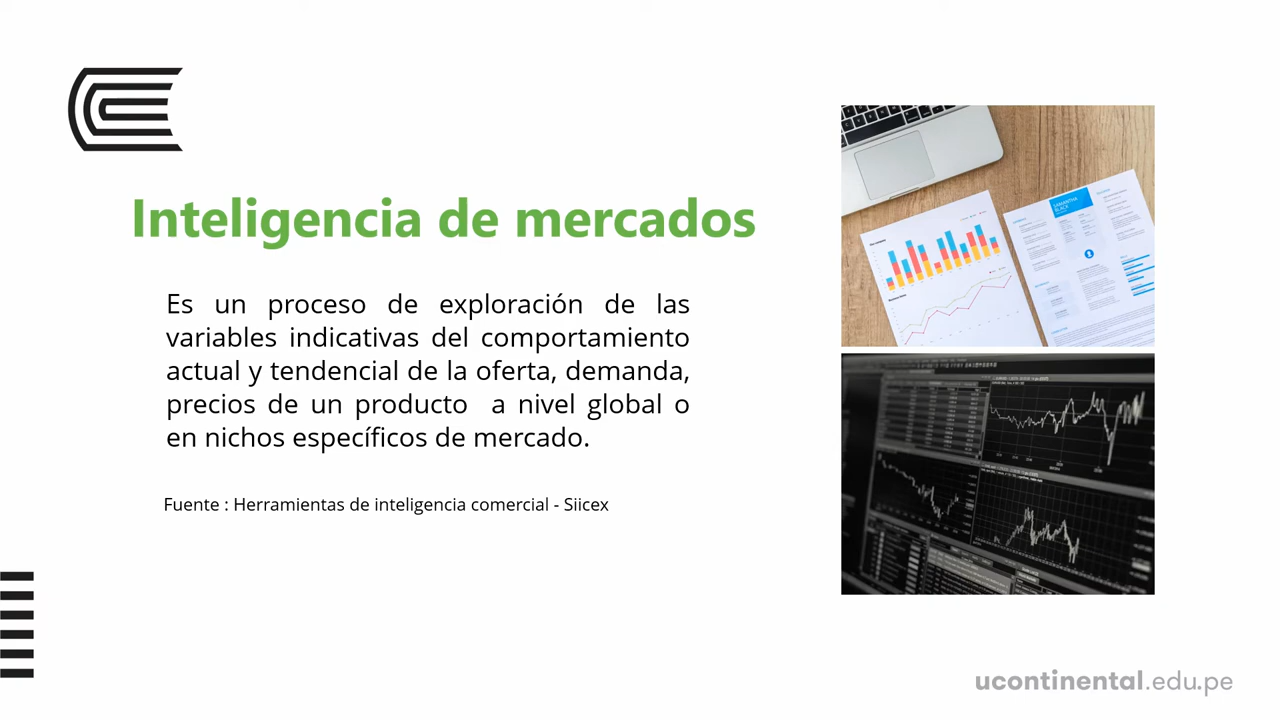 Inteligencia de mercados
Es un proceso de exploración de las
variables indicativas del comportamiento
actual y tendencial de la oferta, demanda,
precios de un producto a nivel global o
en nichos específicos de mercado.
Fuente : Herramientas de inteligencia comercial - Siicex
SAMANTHA
BLACK
ucontinental.edu.pe